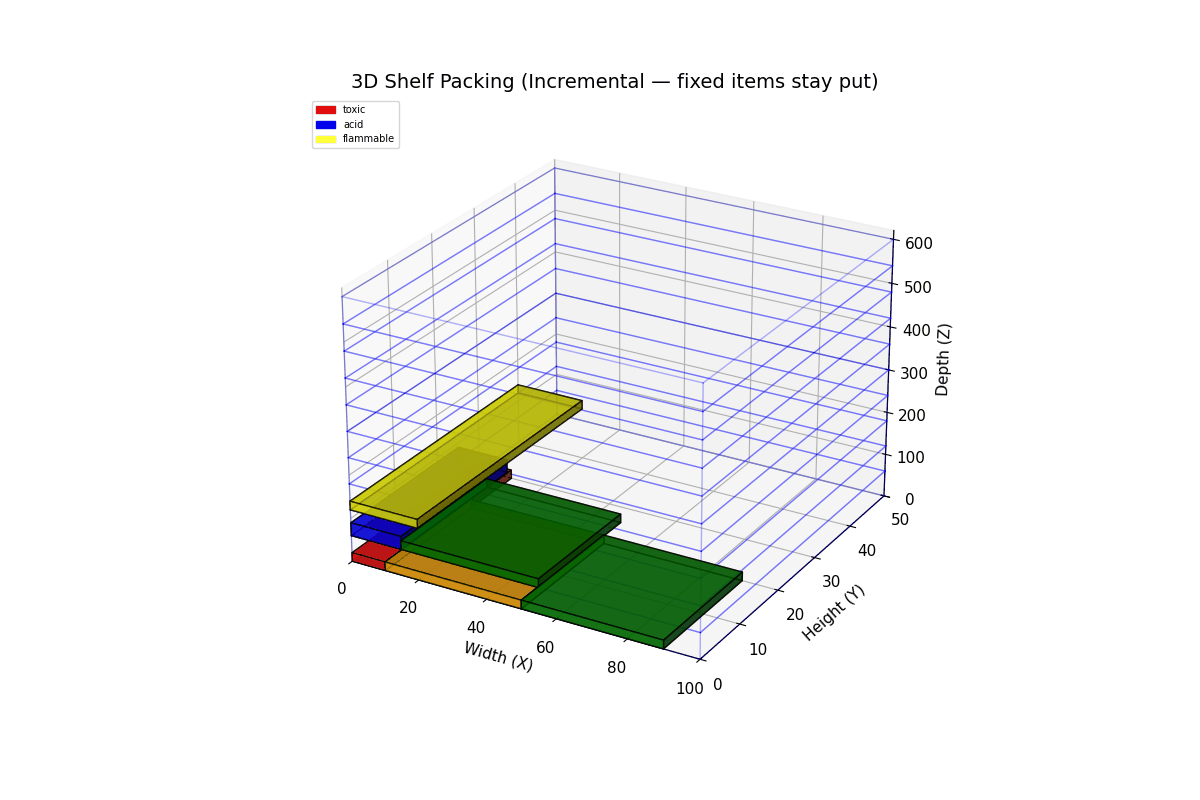 3D Shelf Packing (Incremental — fixed items stay put)
toxic
acid
flammable
600
500
400
300
200
100
0
Depth (Z)
50
40
30
20
10
0
Height (Y)
0
20
40
60
80
100
Width (X)